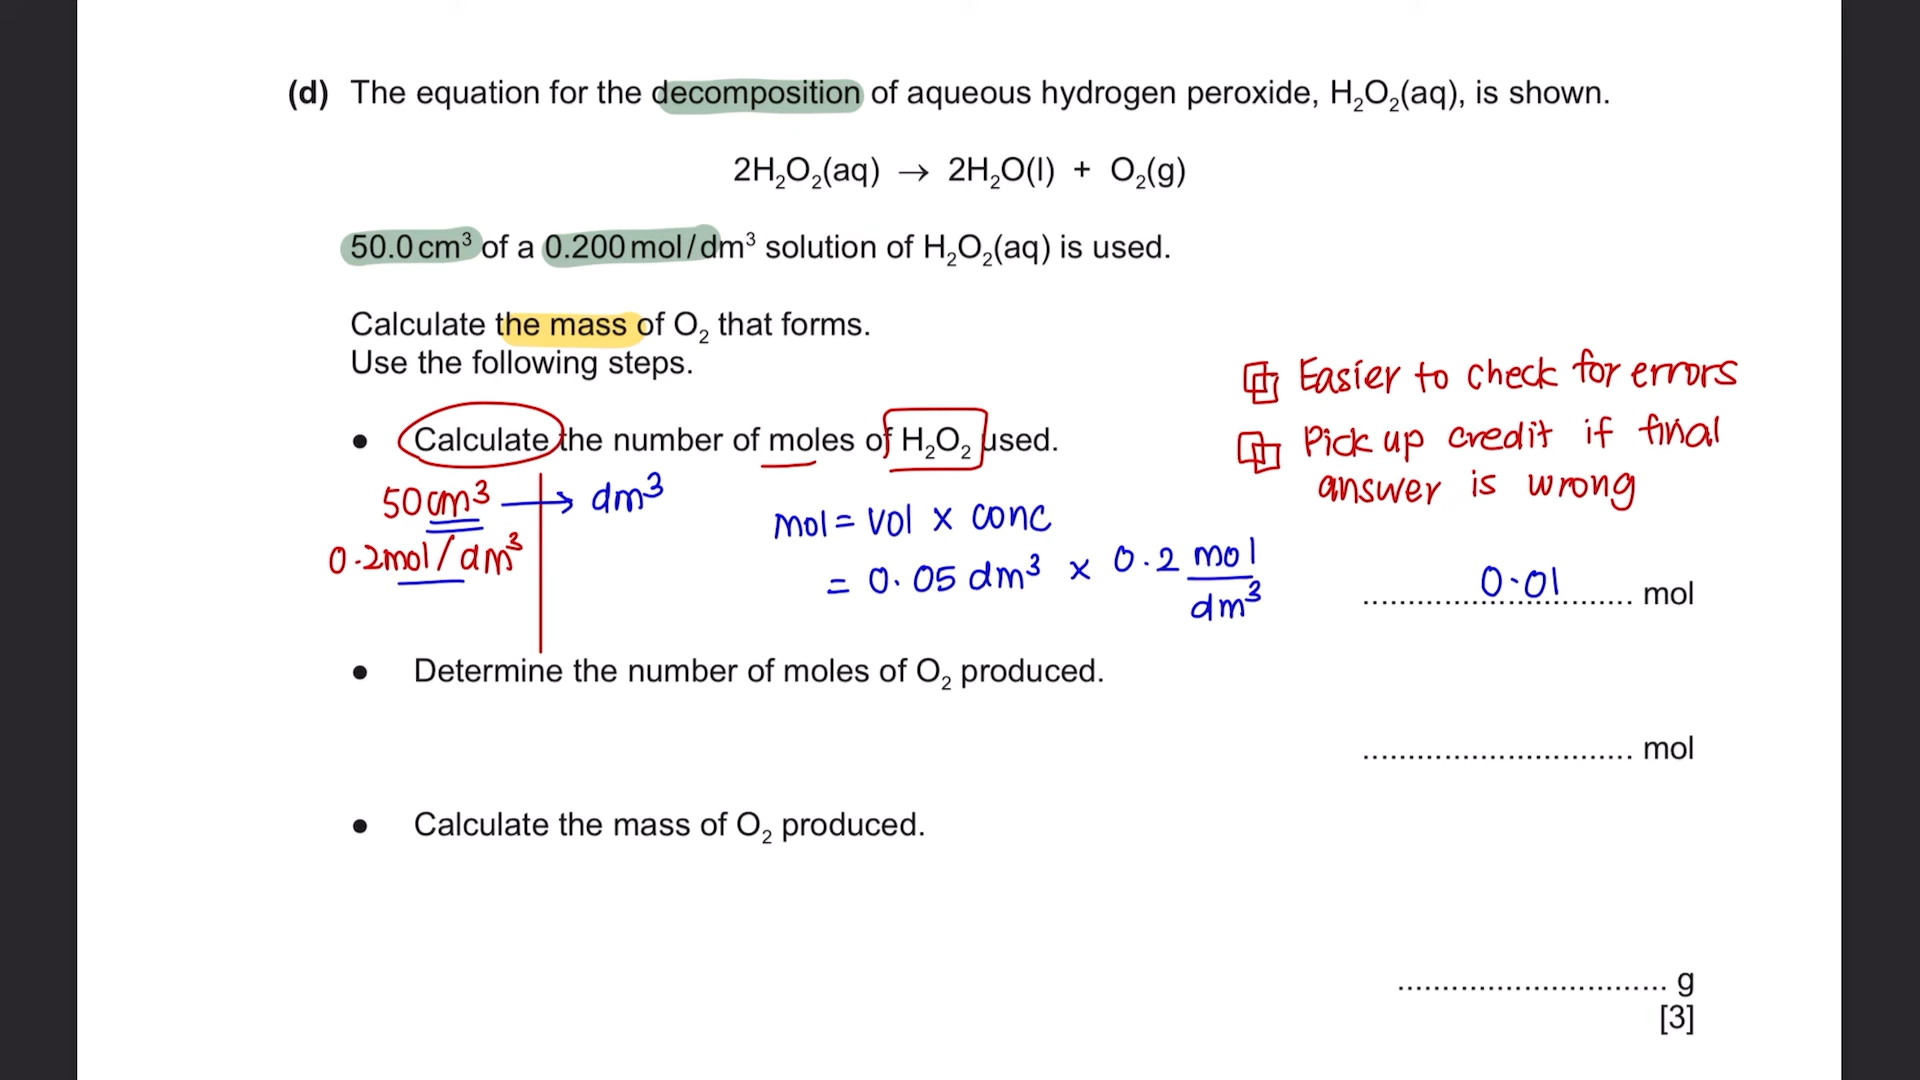 (d) The equation for the decomposition of aqueous hydrogen peroxide, H₂O₂(aq), is shown.
2H₂O₂(aq) → 2H₂O(l) + O₂(g)
50.0 cm³ of a 0.200 mol/dm³ solution of H₂O₂(aq) is used.
Calculate the mass of O₂ that forms.
Use the following steps.
Easier to check for errors
• Calculate the number of moles of H₂O₂ used.
Pick up credit if final
answer is wrong
50 cm³ → dm³
mol = vol × conc
0.2 mol/dm³
= 0.05 dm³ × 0.2 mol/dm³
0.01 mol
• Determine the number of moles of O₂ produced.
.............................. mol
• Calculate the mass of O₂ produced.
.............................. g
[3]